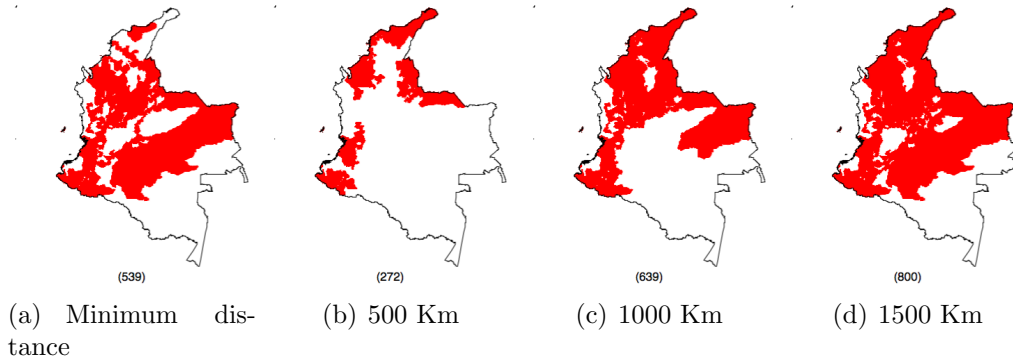 (539)
(272)
(639)
(800)
(a) Minimum dis-
tance
(b) 500 Km
(c) 1000 Km
(d) 1500 Km